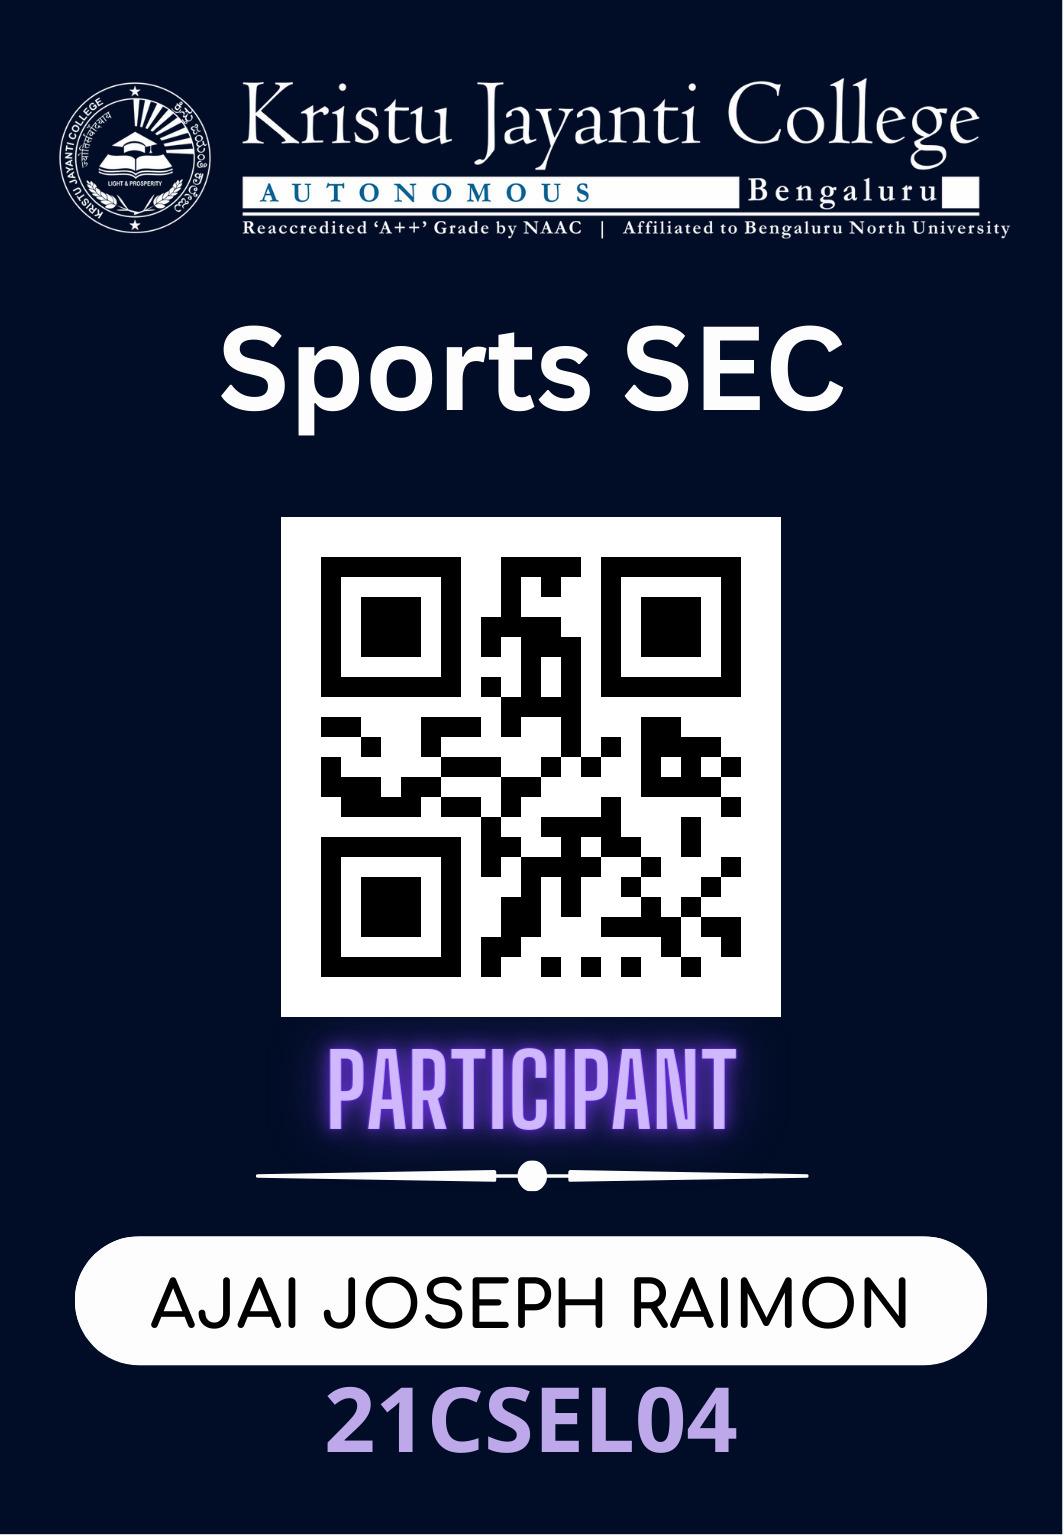 Kristu Jayanti College
AUTONOMOUS Bengaluru
Reaccredited ‘A++’ Grade by NAAC | Affiliated to Bengaluru North University
KRISTU JAYANTI COLLEGE
LIGHT & PROSPERITY
Sports SEC
PARTICIPANT
AJAI JOSEPH RAIMON
21CSEL04